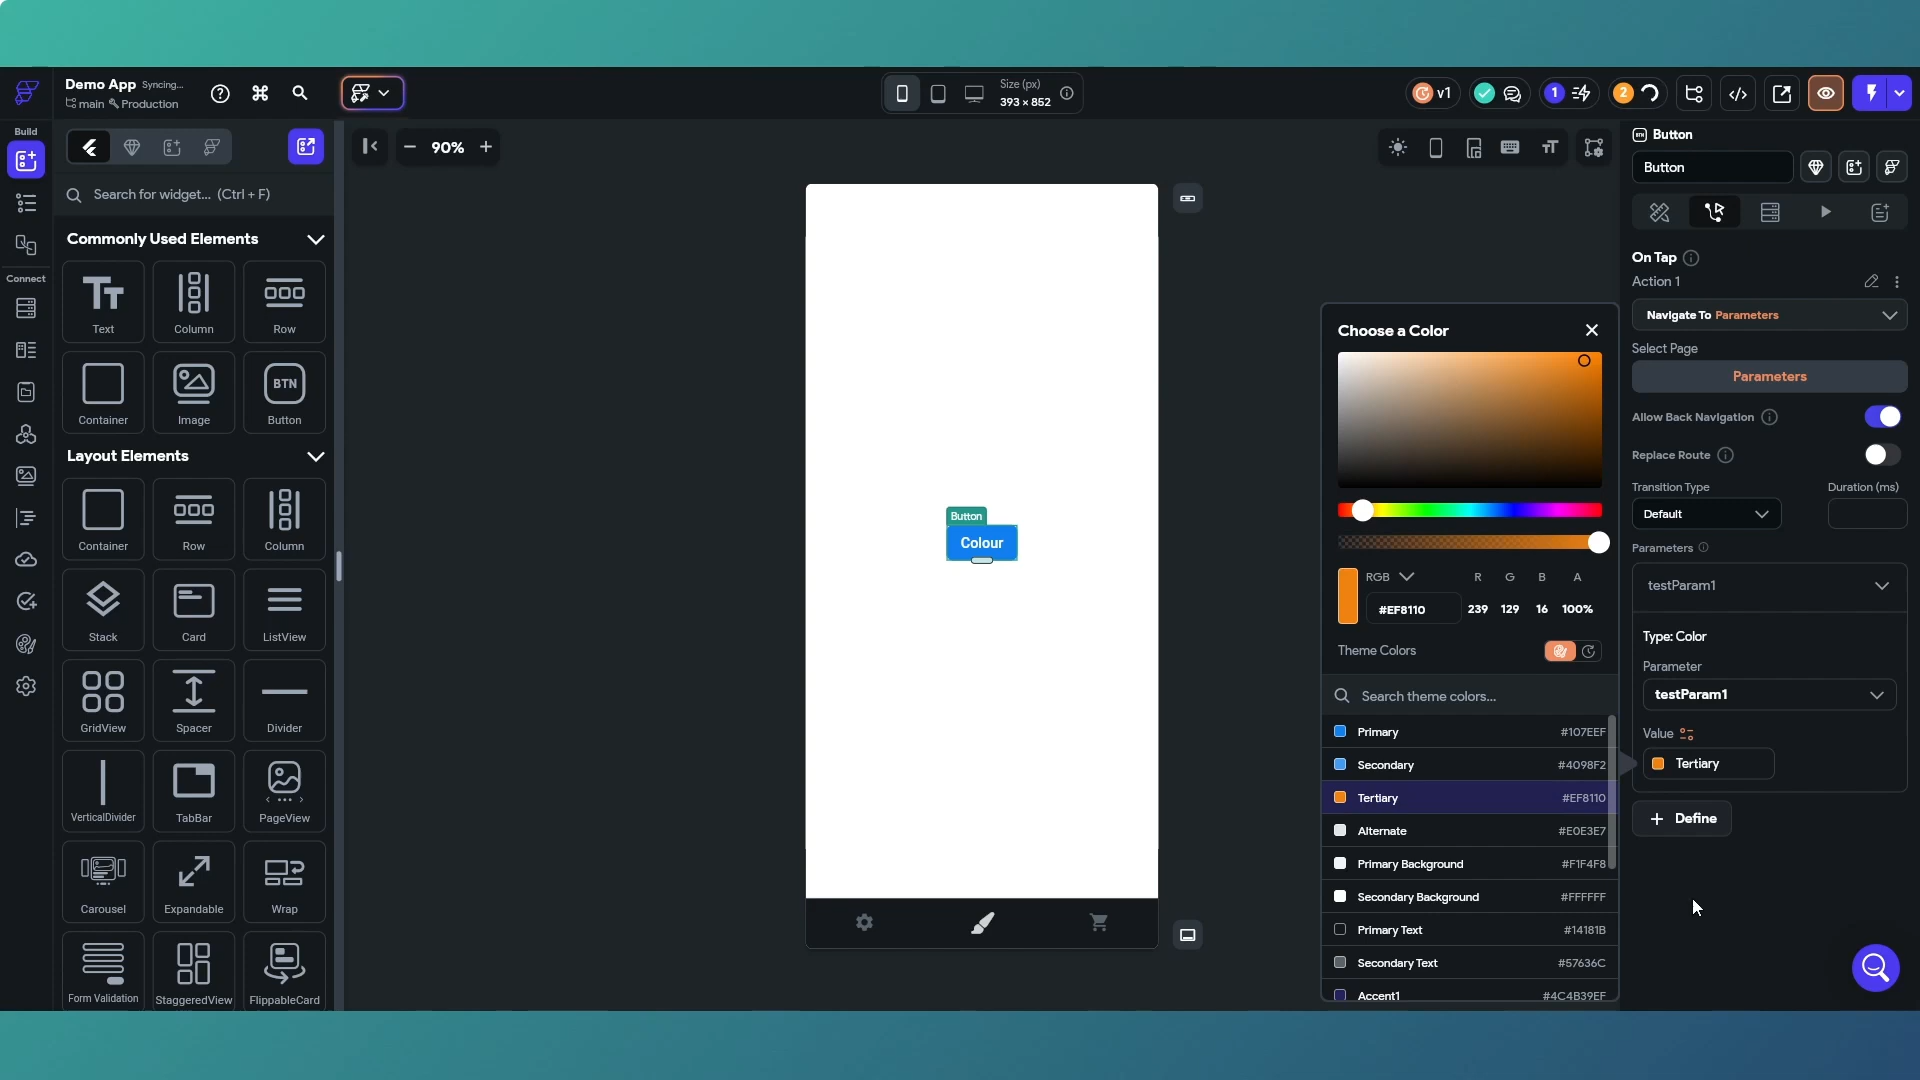 Demo App Syncing...
main Production
90%
Size (px)
393 × 852
v1
1
2
Build
Connect
Search for widget... (Ctrl + F)
Commonly Used Elements
Text
Column
Row
Container
Image
BTN
Button
Layout Elements
Container
Row
Column
Stack
Card
ListView
GridView
Spacer
Divider
VerticalDivider
TabBar
PageView
Carousel
Expandable
Wrap
Form Validation
StaggeredView
FlippableCard
Button
Colour
Choose a Color
RGB R G B A
#EF8110 239 129 16 100%
Theme Colors
Search theme colors...
Primary #107EEF
Secondary #4098F2
Tertiary #EF8110
Alternate #E0E3E7
Primary Background #F1F4F8
Secondary Background #FFFFFF
Primary Text #14181B
Secondary Text #57636C
Accent1 #4C4B39EF
Button
Button
On Tap
Action 1
Navigate To Parameters
Select Page
Parameters
Allow Back Navigation
Replace Route
Transition Type Duration (ms)
Default
Parameters
testParam1
Type: Color
Parameter
testParam1
Value
Tertiary
+ Define